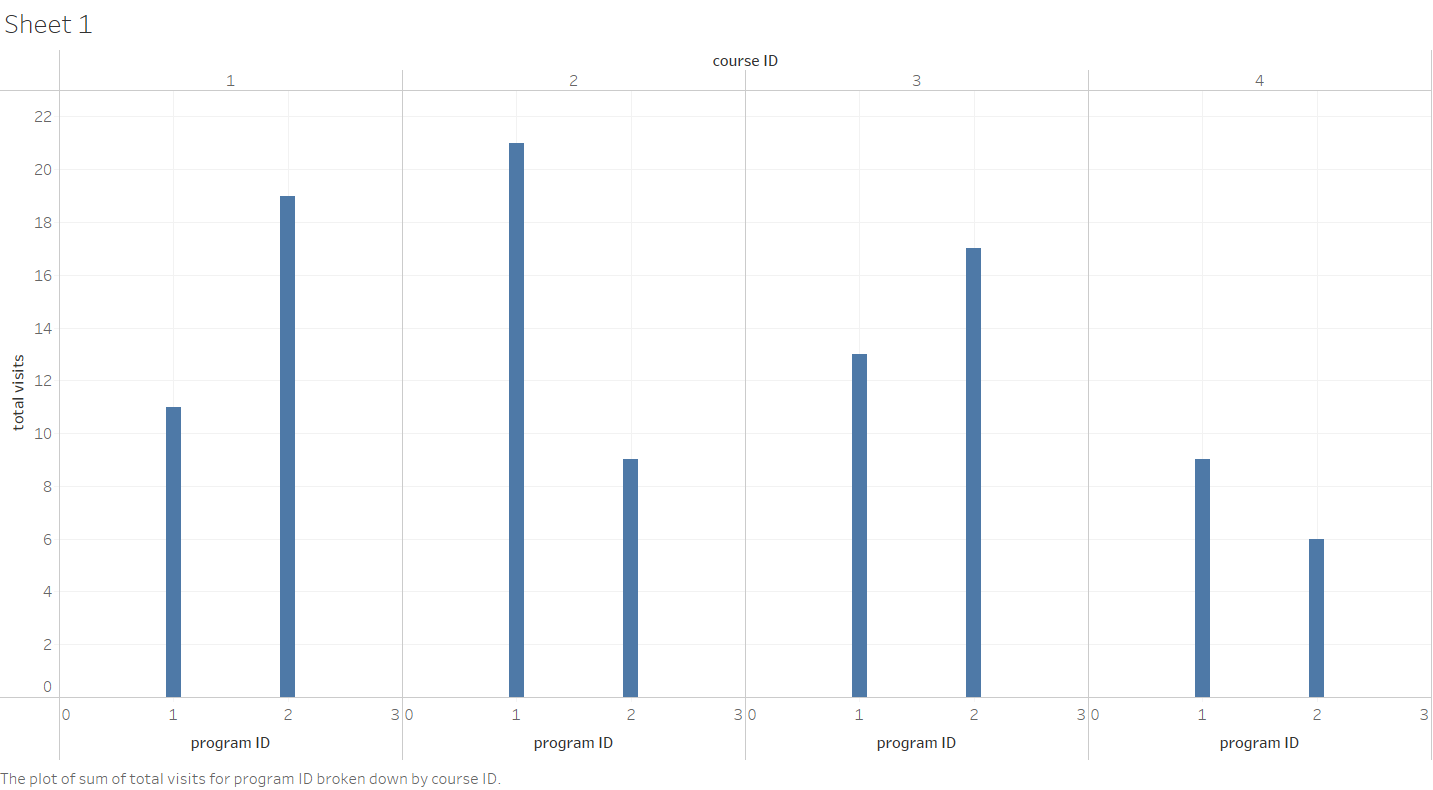 Sheet 1
course ID
1 2 3 4
22
20
18
16
14
12
10
8
6
4
2
0
total visits
0 1 2 3 0 1 2 3 0 1 2 3 0 1 2 3
program ID program ID program ID program ID
The plot of sum of total visits for program ID broken down by course ID.